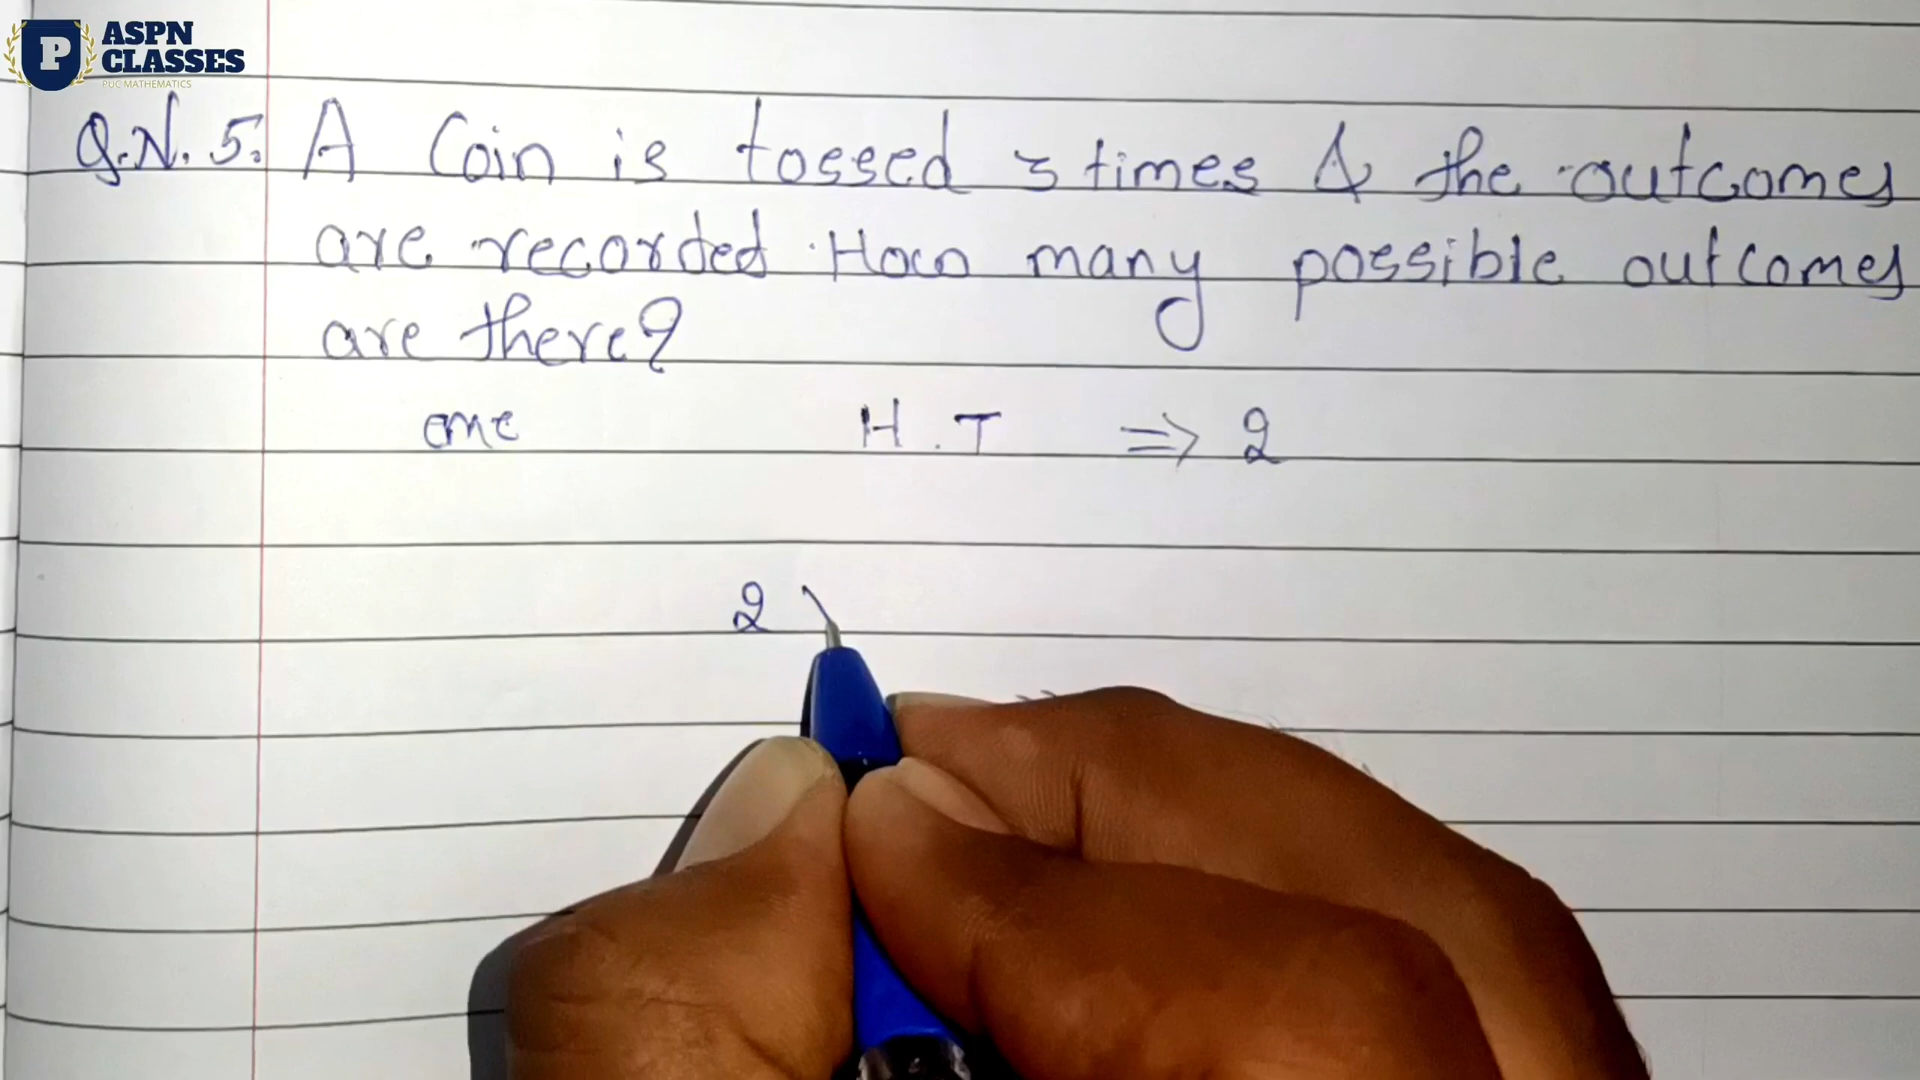 P
ASPN
CLASSES
PUC MATHEMATICS
Q.N. 5. A Coin is tossed 3 times & the outcomes
are recorded. How many possible outcomes
are there?
one H. T ⇒ 2
2